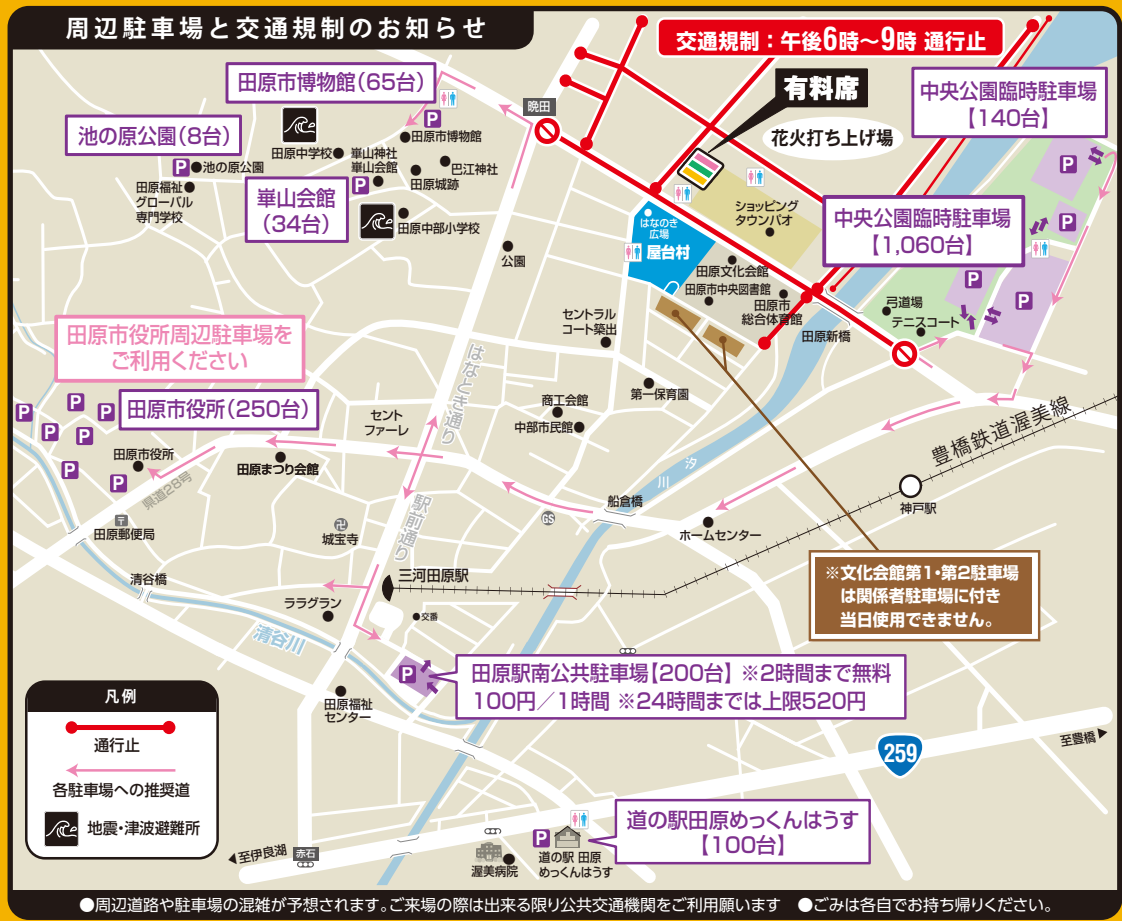 周辺駐車場と交通規制のお知らせ
交通規制：午後6時～9時 通行止
田原市博物館（65台）
有料席
中央公園臨時駐車場
【140台】
晩田
池の原公園（8台）
花火打ち上げ場
田原市博物館
田原中学校
池の原公園
崋山神社
崋山会館
巴江神社
田原城跡
田原福祉
グローバル
専門学校
崋山会館
（34台）
田原中部小学校
ショッピング
タウンパオ
中央公園臨時駐車場
【1,060台】
はなのき
広場
屋台村
公園
田原文化会館
田原市中央図書館
田原市
総合体育館
弓道場
テニスコート
田原新橋
セントラル
コート築出
田原市役所周辺駐車場を
ご利用ください
はなとき通り
第一保育園
田原市役所（250台）
セント
ファーレ
商工会館
中部市民館
豊橋鉄道渥美線
田原市役所
田原まつり会館
県道28号
汐川
神戸駅
船倉橋
田原郵便局
城宝寺
駅前通り
GS
ホームセンター
清谷橋
三河田原駅
※文化会館第1・第2駐車場
は関係者駐車場に付き
当日使用できません。
ララグラン
交番
清谷川
田原駅南公共駐車場【200台】 ※2時間まで無料
100円／1時間 ※24時間までは上限520円
田原福祉
センター
凡例
通行止
各駐車場への推奨道
地震・津波避難所
259
至豊橋
道の駅田原めっくんはうす
【100台】
至伊良湖
赤石
渥美病院
道の駅 田原
めっくんはうす
●周辺道路や駐車場の混雑が予想されます。ご来場の際は出来る限り公共交通機関をご利用願います ●ごみは各自でお持ち帰りください。